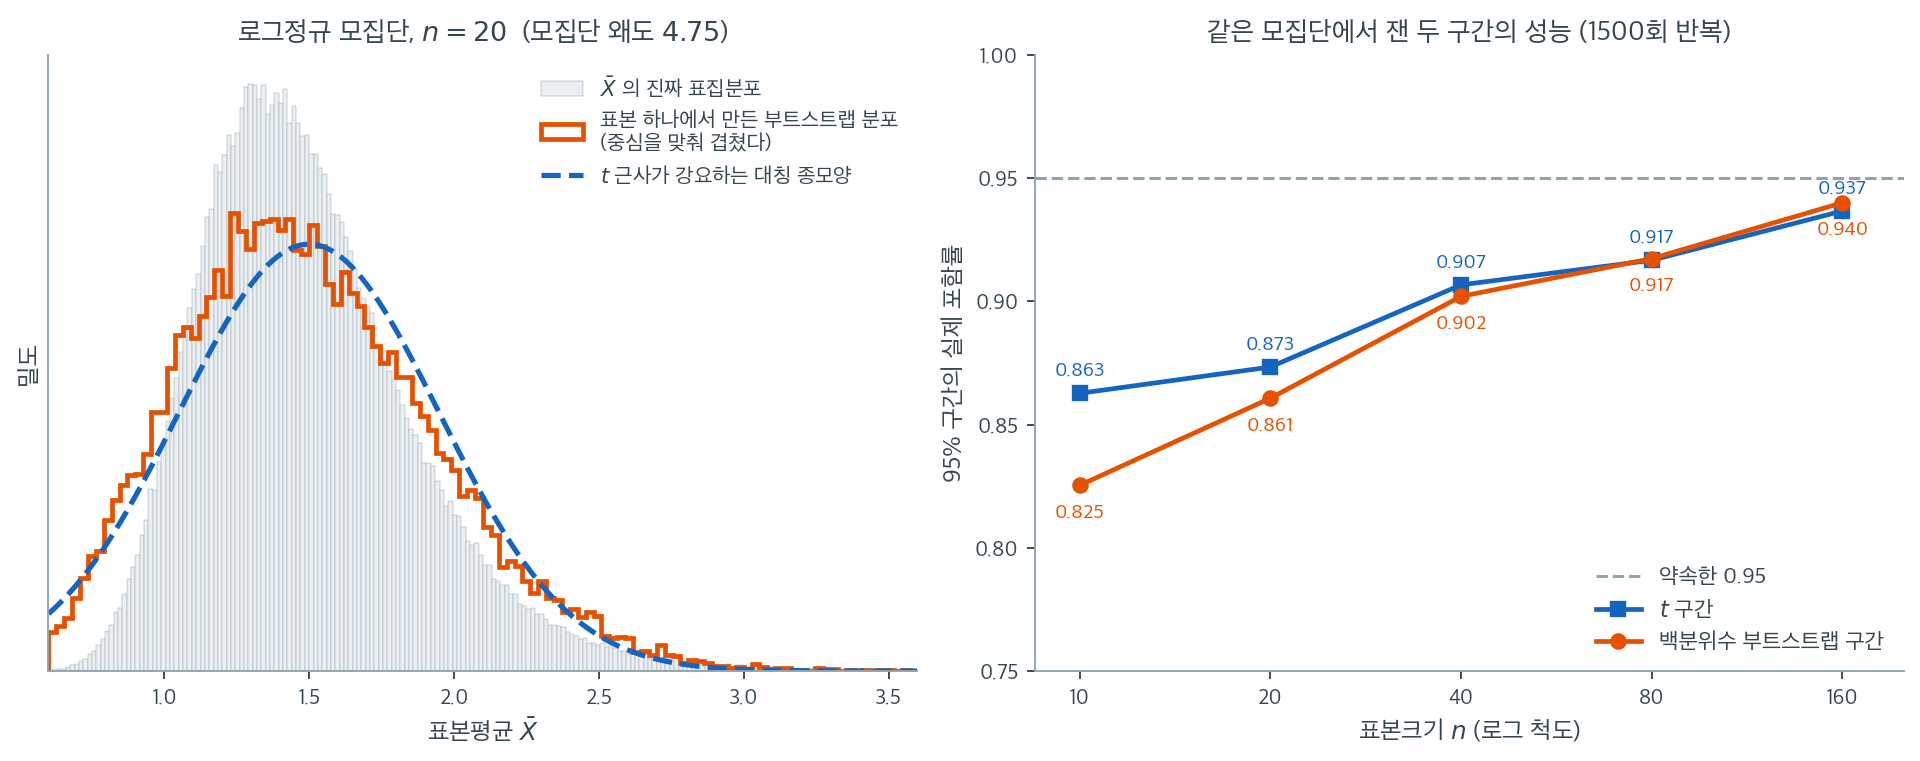 로그정규 모집단, n = 20 (모집단 왜도 4.75)
X̄ 의 진짜 표집분포
표본 하나에서 만든 부트스트랩 분포
(중심을 맞춰 겹쳤다)
t 근사가 강요하는 대칭 종모양
밀도
1.0 1.5 2.0 2.5 3.0 3.5
표본평균 X̄
같은 모집단에서 잰 두 구간의 성능 (1500회 반복)
95% 구간의 실제 포함률
1.00
0.95
0.90
0.85
0.80
0.75
0.863
0.873
0.907
0.917
0.937
0.825
0.861
0.902
0.917
0.940
약속한 0.95
t 구간
백분위수 부트스트랩 구간
10 20 40 80 160
표본크기 n (로그 척도)